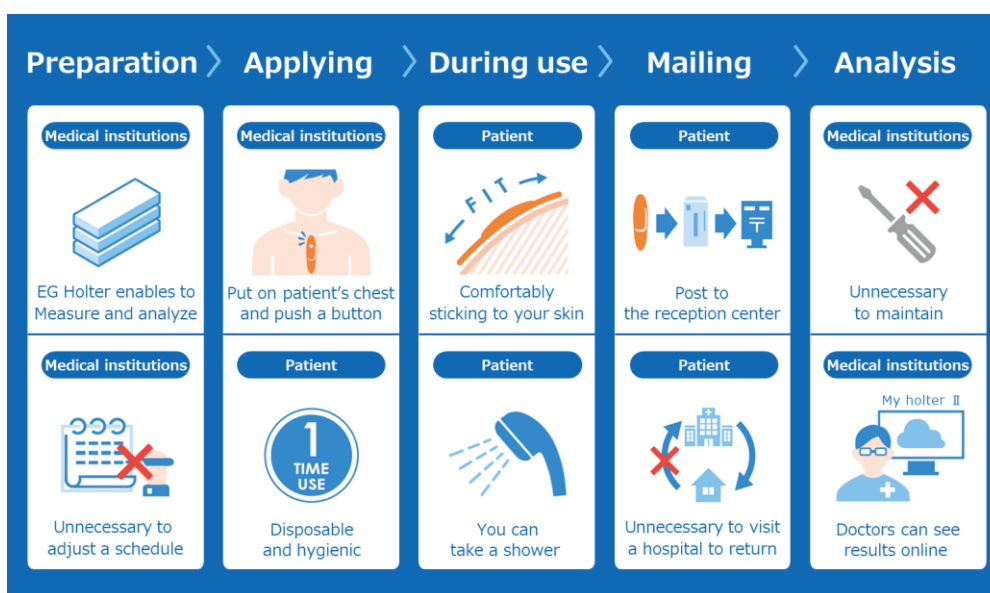 Preparation
Applying
During use
Mailing
Analysis
Medical institutions
EG Holter enables to
Measure and analyze
Medical institutions
Unnecessary to
adjust a schedule
Medical institutions
Put on patient’s chest
and push a button
Patient
1
TIME
USE
Disposable
and hygienic
Patient
FIT
Comfortably
sticking to your skin
Patient
You can
take a shower
Patient
〒
Post to
the reception center
Patient
Unnecessary to visit
a hospital to return
Medical institutions
Unnecessary
to maintain
Medical institutions
My holter Ⅱ
Doctors can see
results online